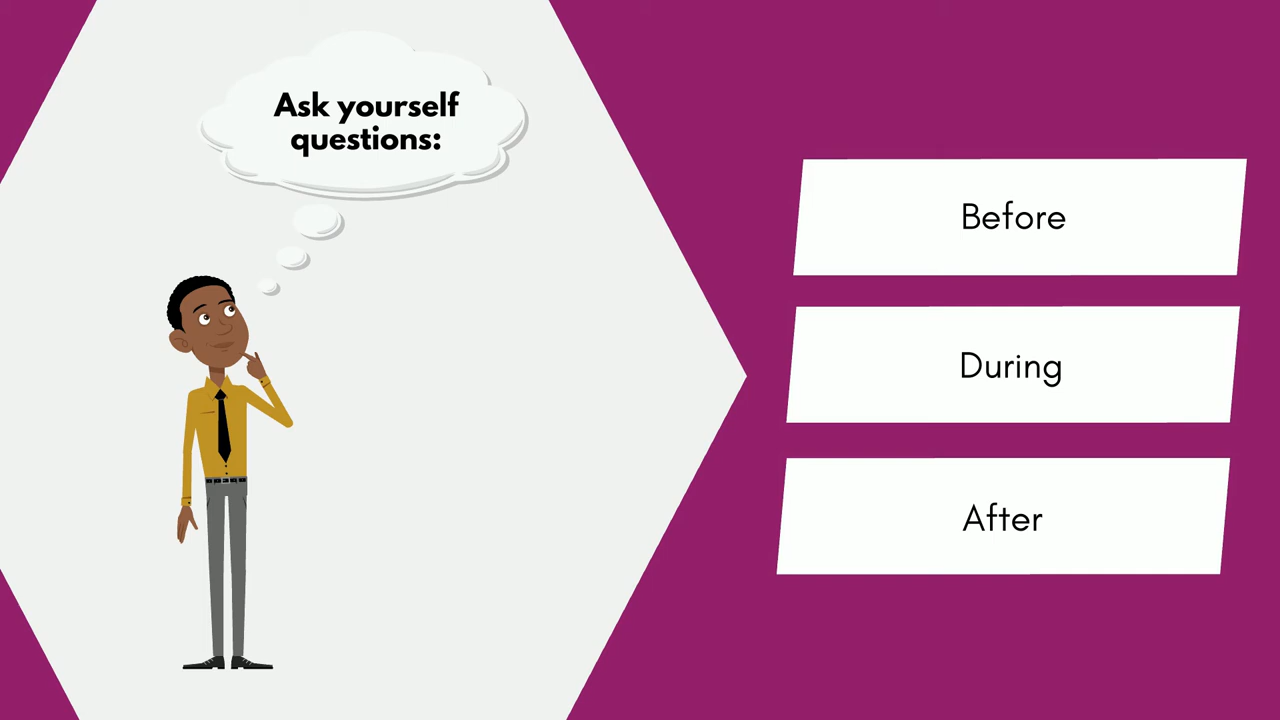 Ask yourself
questions:
Before
During
After